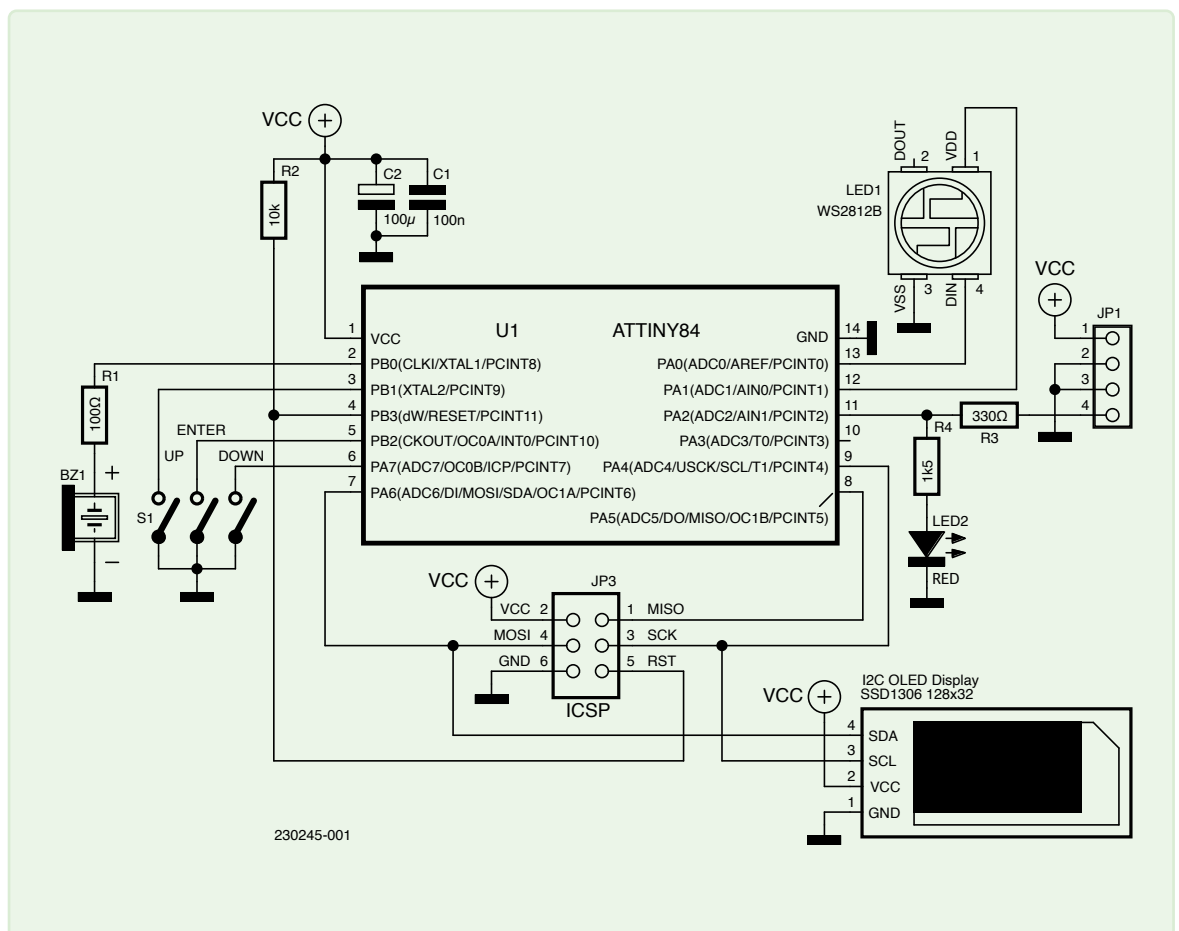 VCC
R2
10k
C2
100µ
C1
100n
DOUT
2
VDD
1
LED1
WS2812B
VSS
3
DIN
4
VCC
JP1
1
2
3
4
U1
ATTINY84
1
VCC
2
PB0(CLKI/XTAL1/PCINT8)
3
PB1(XTAL2/PCINT9)
4
PB3(dW/RESET/PCINT11)
5
PB2(CKOUT/OC0A/INT0/PCINT10)
6
PA7(ADC7/OC0B/ICP/PCINT7)
7
PA6(ADC6/DI/MOSI/SDA/OC1A/PCINT6)
GND
14
PA0(ADC0/AREF/PCINT0)
13
PA1(ADC1/AIN0/PCINT1)
12
PA2(ADC2/AIN1/PCINT2)
11
PA3(ADC3/T0/PCINT3)
10
PA4(ADC4/USCK/SCL/T1/PCINT4)
9
8
PA5(ADC5/DO/MISO/OC1B/PCINT5)
R1
100Ω
BZ1
+
–
S1
UP
ENTER
DOWN
330Ω
R3
R4
1k5
LED2
RED
VCC
JP3
VCC 2
1 MISO
MOSI 4
3 SCK
GND 6
5 RST
ICSP
I2C OLED Display
SSD1306 128x32
VCC
4 SDA
3 SCL
2 VCC
1 GND
230245-001